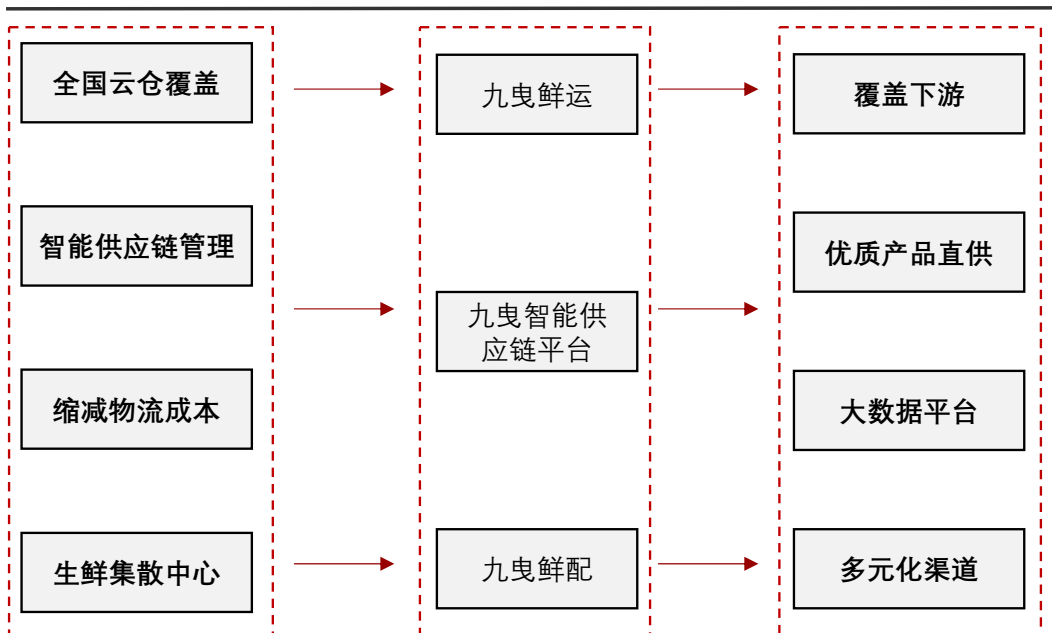 全国云仓覆盖
九曳鲜运
覆盖下游
智能供应链管理
优质产品直供
九曳智能供
应链平台
缩减物流成本
大数据平台
生鲜集散中心
九曳鲜配
多元化渠道